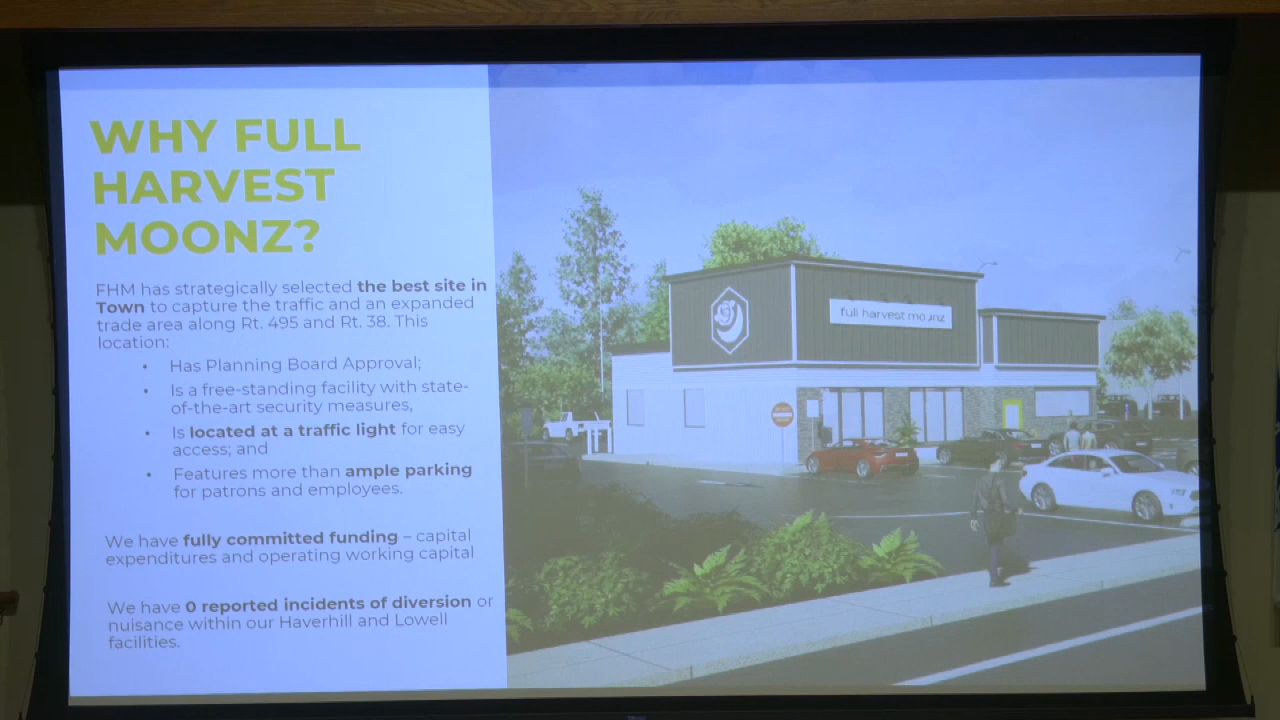 WHY FULL
HARVEST
MOONZ?
FHM has strategically selected the best site in
Town to capture the traffic and an expanded
trade area along Rt. 495 and Rt. 38. This
location:
• Has Planning Board Approval;
• Is a free-standing facility with state-
of-the-art security measures,
• Is located at a traffic light for easy
access; and
• Features more than ample parking
for patrons and employees.
We have fully committed funding – capital
expenditures and operating working capital
We have 0 reported incidents of diversion or
nuisance within our Haverhill and Lowell
facilities.
full harvest moonz